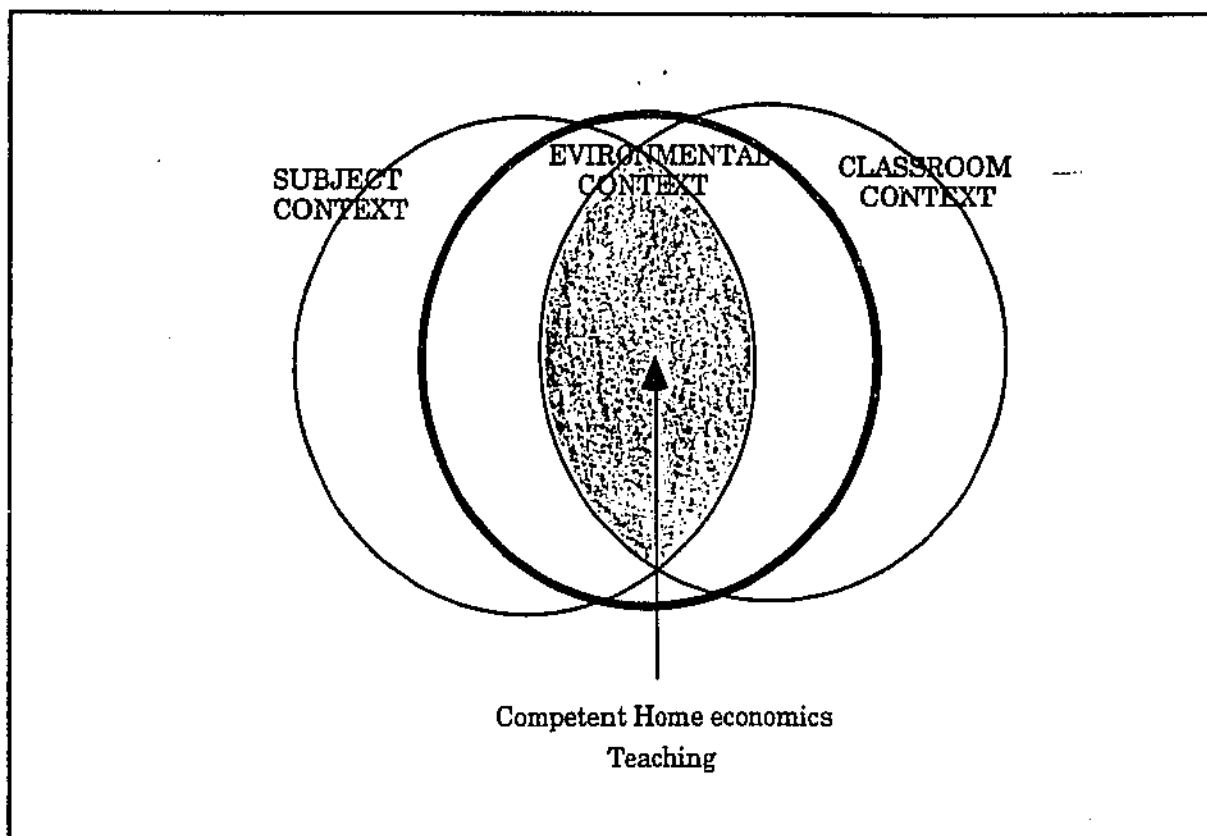 SUBJECT
CONTEXT
EVIRONMENTAL
CONTEXT
CLASSROOM
CONTEXT
Competent Home economics
Teaching